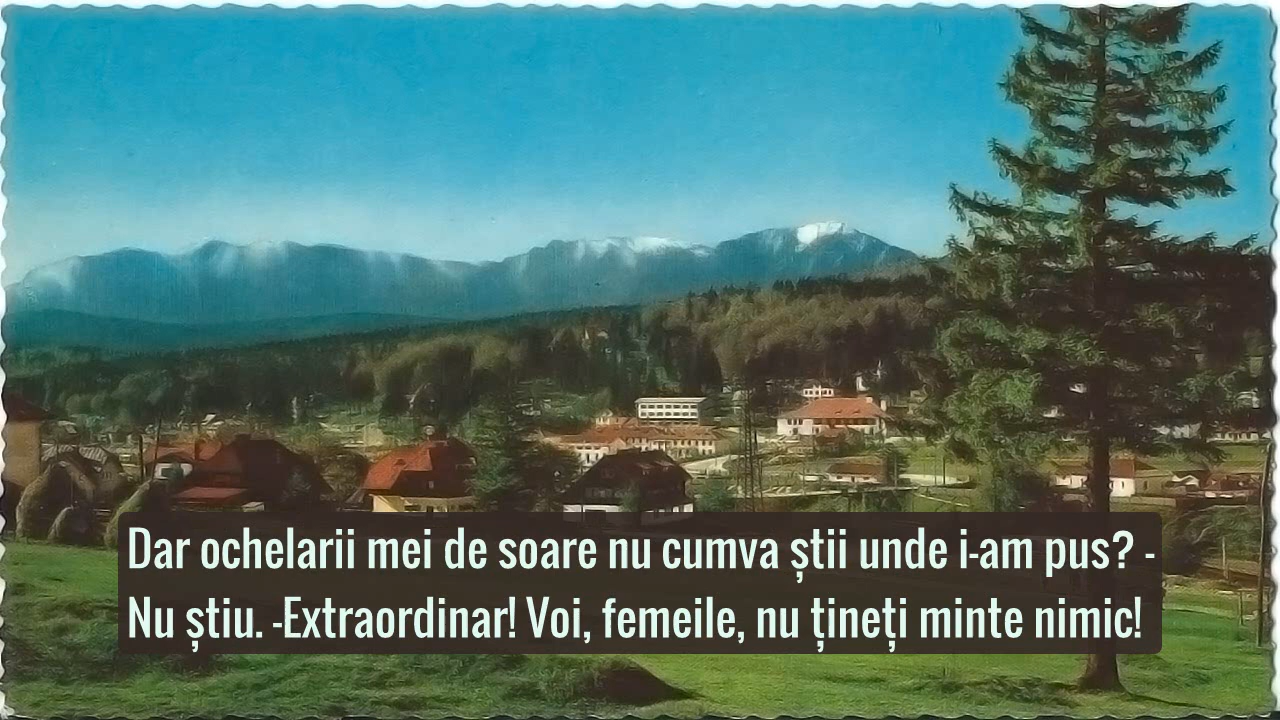 Dar ochelarii mei de soare nu cumva știi unde i-am pus? -
Nu știu. -Extraordinar! Voi, femeile, nu țineți minte nimic!